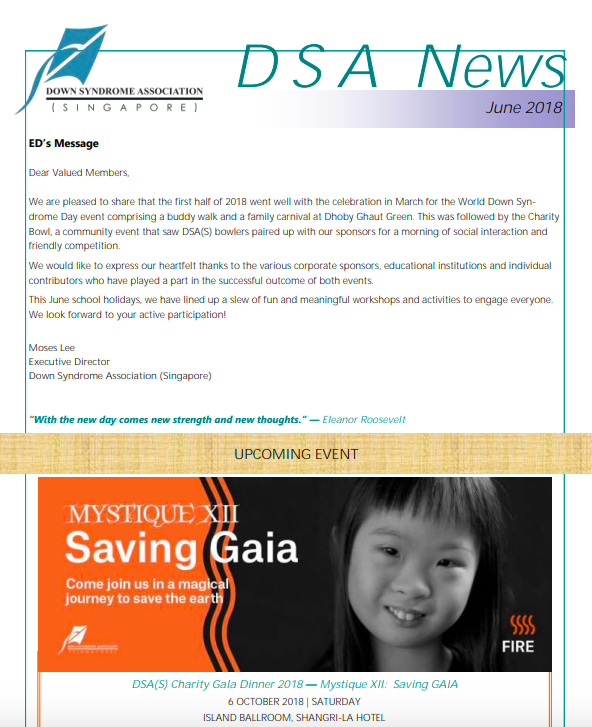 DOWN SYNDROME ASSOCIATION
(SINGAPORE)
DSA News
June 2018
ED's Message
Dear Valued Members,
We are pleased to share that the first half of 2018 went well with the celebration in March for the World Down Syn-
drome Day event comprising a buddy walk and a family carnival at Dhoby Ghaut Green. This was followed by the Charity
Bowl, a community event that saw DSA(S) bowlers paired up with our sponsors for a morning of social interaction and
friendly competition.
We would like to express our heartfelt thanks to the various corporate sponsors, educational institutions and individual
contributors who have played a part in the successful outcome of both events.
This June school holidays, we have lined up a slew of fun and meaningful workshops and activities to engage everyone.
We look forward to your active participation!
Moses Lee
Executive Director
Down Syndrome Association (Singapore)
"With the new day comes new strength and new thoughts." — Eleanor Roosevelt
UPCOMING EVENT
MYSTIQUE XII
Saving Gaia
Come join us in a magical
journey to save the earth
FIRE
DSA(S) Charity Gala Dinner 2018 — Mystique XII: Saving GAIA
6 OCTOBER 2018 | SATURDAY
ISLAND BALLROOM, SHANGRI-LA HOTEL